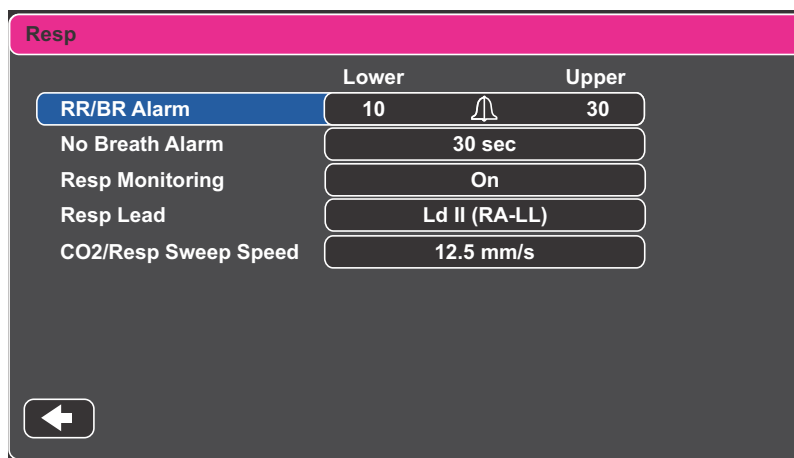 Resp
Lower Upper
RR/BR Alarm 10 30
No Breath Alarm 30 sec
Resp Monitoring On
Resp Lead Ld II (RA-LL)
CO2/Resp Sweep Speed 12.5 mm/s